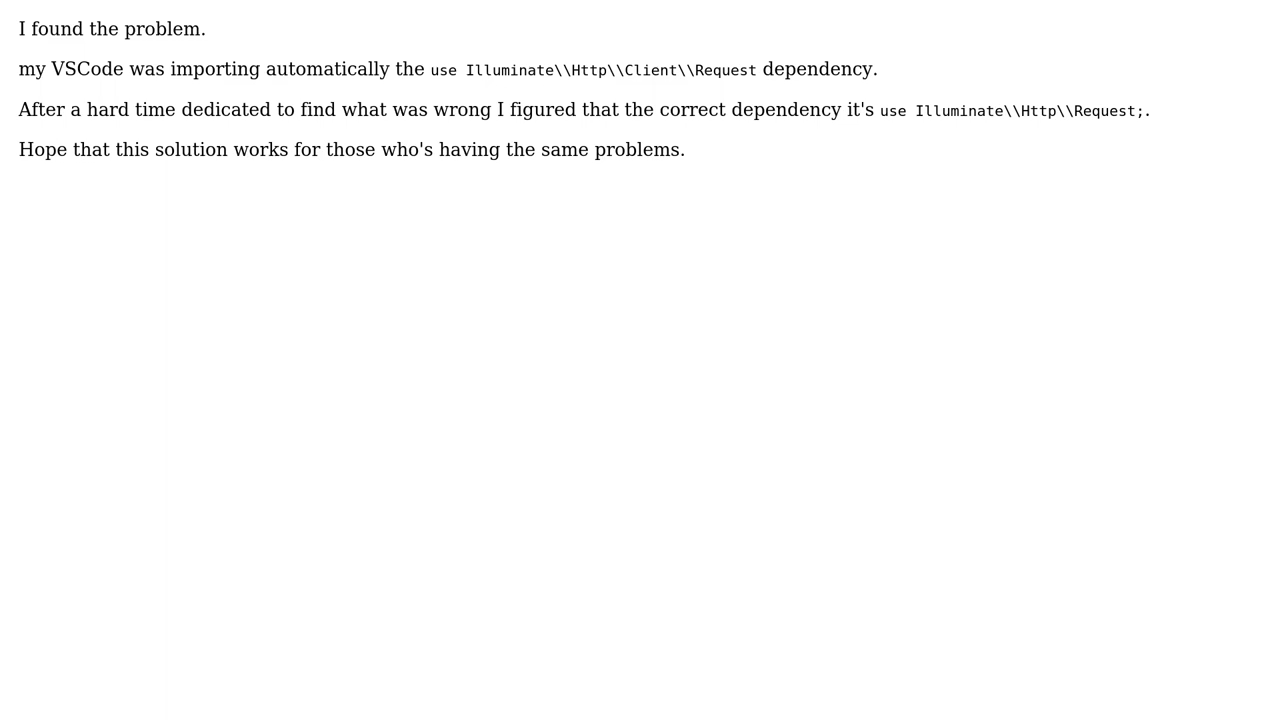 I found the problem.
my VSCode was importing automatically the use Illuminate\\Http\\Client\\Request dependency.
After a hard time dedicated to find what was wrong I figured that the correct dependency it's use Illuminate\\Http\\Request;.
Hope that this solution works for those who's having the same problems.